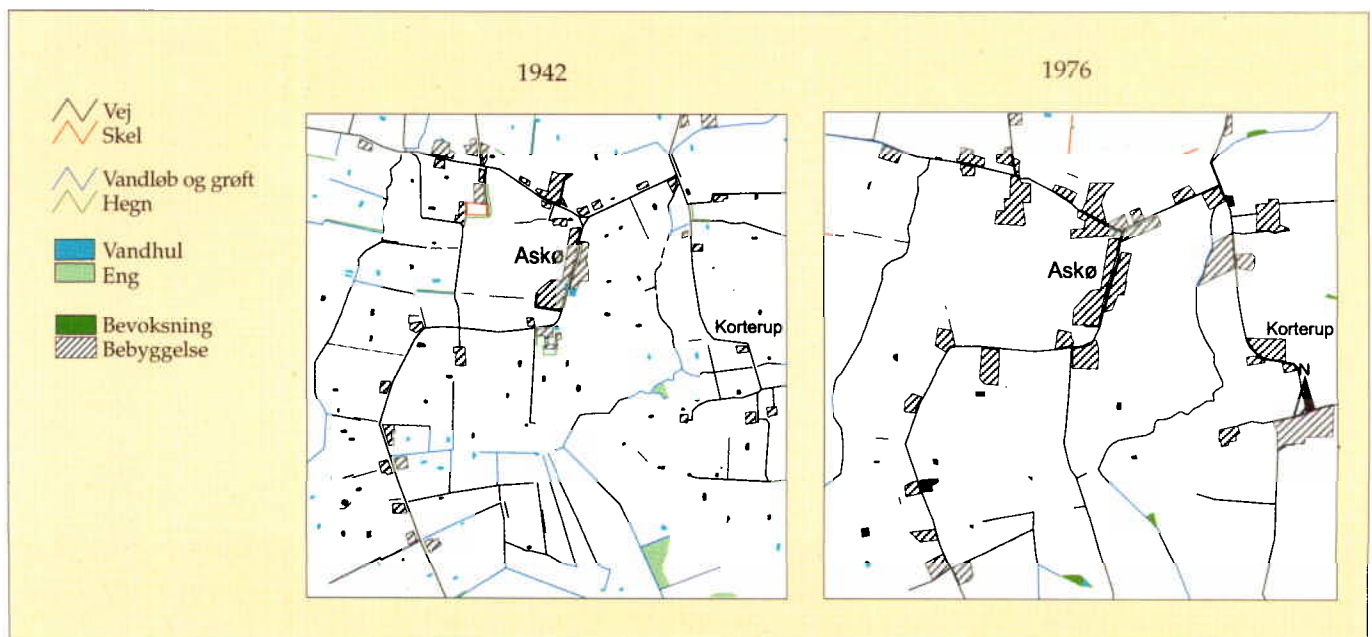 1942
1976
Vej
Skel
Vandløb og grøft
Hegn
Vandhul
Eng
Bevoksning
Bebyggelse
Askø
Korterup
Askø
Korterup
N